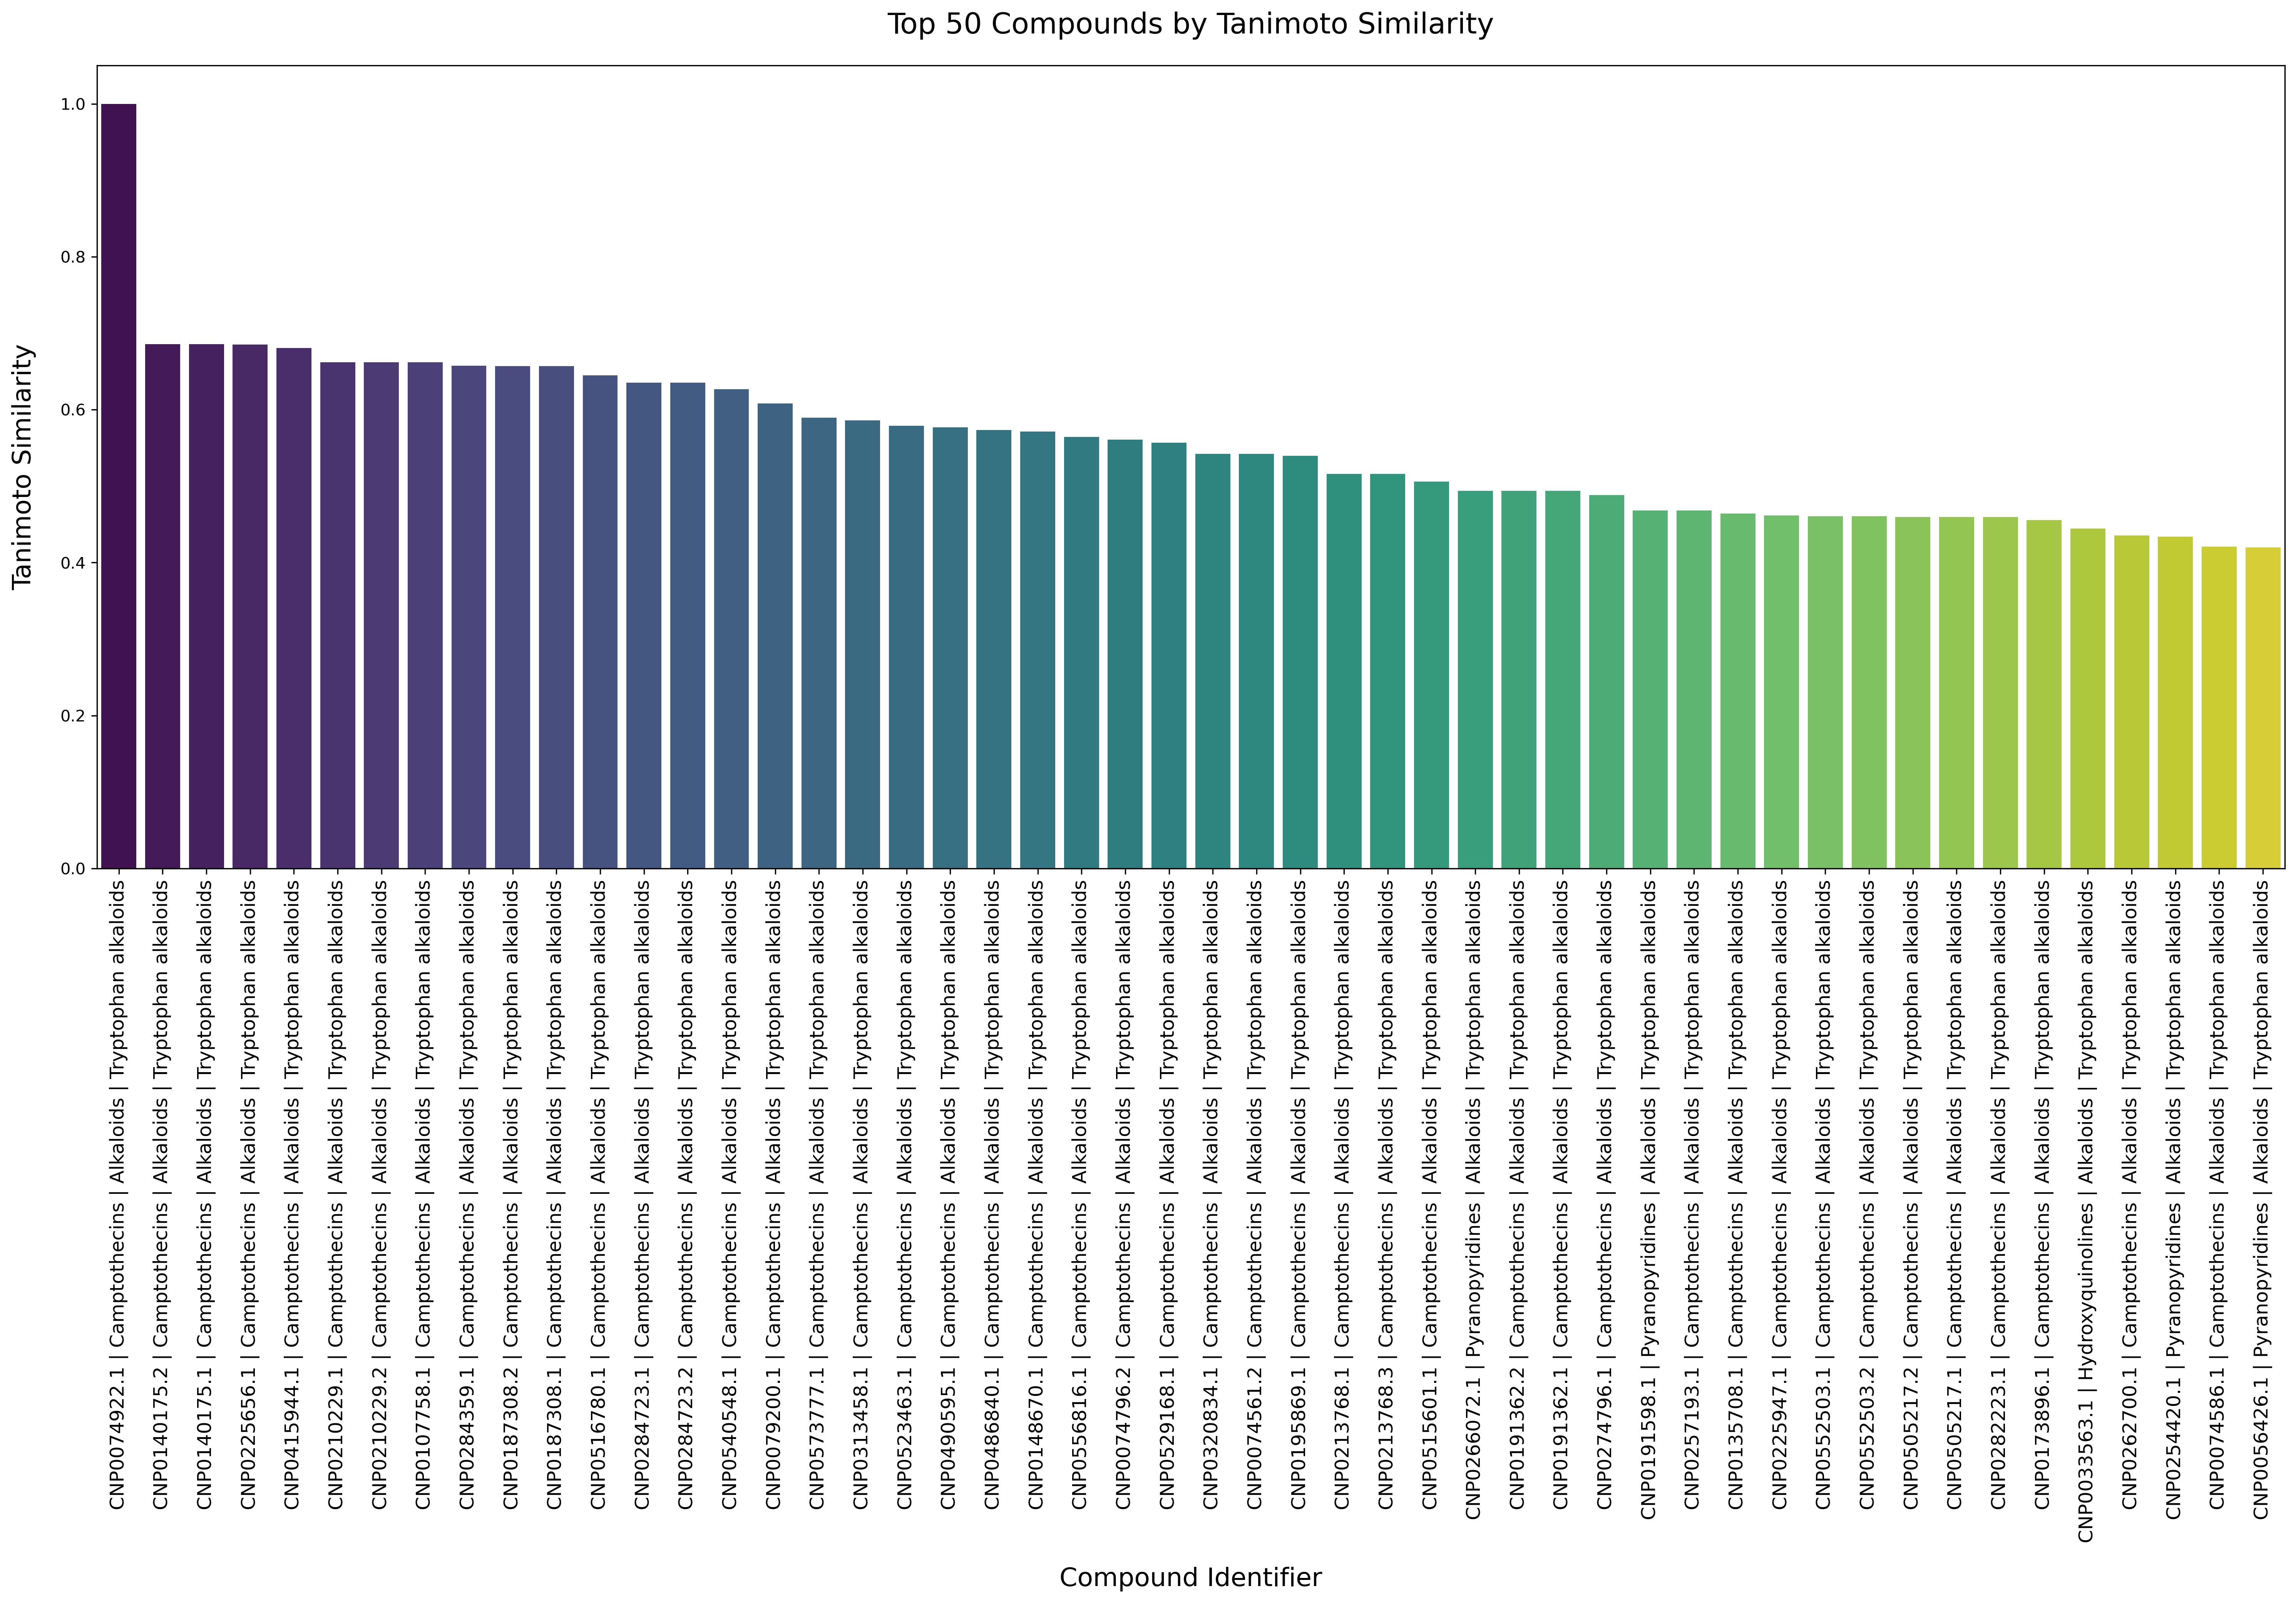 Top 50 Compounds by Tanimoto Similarity
Tanimoto Similarity
1.0
0.8
0.6
0.4
0.2
0.0
CNP0074922.1 | Camptothecins | Alkaloids | Tryptophan alkaloids
CNP0140175.2 | Camptothecins | Alkaloids | Tryptophan alkaloids
CNP0140175.1 | Camptothecins | Alkaloids | Tryptophan alkaloids
CNP0225656.1 | Camptothecins | Alkaloids | Tryptophan alkaloids
CNP0415944.1 | Camptothecins | Alkaloids | Tryptophan alkaloids
CNP0210229.1 | Camptothecins | Alkaloids | Tryptophan alkaloids
CNP0210229.2 | Camptothecins | Alkaloids | Tryptophan alkaloids
CNP0107758.1 | Camptothecins | Alkaloids | Tryptophan alkaloids
CNP0284359.1 | Camptothecins | Alkaloids | Tryptophan alkaloids
CNP0187308.2 | Camptothecins | Alkaloids | Tryptophan alkaloids
CNP0187308.1 | Camptothecins | Alkaloids | Tryptophan alkaloids
CNP0516780.1 | Camptothecins | Alkaloids | Tryptophan alkaloids
CNP0284723.1 | Camptothecins | Alkaloids | Tryptophan alkaloids
CNP0284723.2 | Camptothecins | Alkaloids | Tryptophan alkaloids
CNP0540548.1 | Camptothecins | Alkaloids | Tryptophan alkaloids
CNP0079200.1 | Camptothecins | Alkaloids | Tryptophan alkaloids
CNP0573777.1 | Camptothecins | Alkaloids | Tryptophan alkaloids
CNP0313458.1 | Camptothecins | Alkaloids | Tryptophan alkaloids
CNP0523463.1 | Camptothecins | Alkaloids | Tryptophan alkaloids
CNP0490595.1 | Camptothecins | Alkaloids | Tryptophan alkaloids
CNP0486840.1 | Camptothecins | Alkaloids | Tryptophan alkaloids
CNP0148670.1 | Camptothecins | Alkaloids | Tryptophan alkaloids
CNP0556816.1 | Camptothecins | Alkaloids | Tryptophan alkaloids
CNP0074796.2 | Camptothecins | Alkaloids | Tryptophan alkaloids
CNP0529168.1 | Camptothecins | Alkaloids | Tryptophan alkaloids
CNP0320834.1 | Camptothecins | Alkaloids | Tryptophan alkaloids
CNP0074561.2 | Camptothecins | Alkaloids | Tryptophan alkaloids
CNP0195869.1 | Camptothecins | Alkaloids | Tryptophan alkaloids
CNP0213768.1 | Camptothecins | Alkaloids | Tryptophan alkaloids
CNP0213768.3 | Camptothecins | Alkaloids | Tryptophan alkaloids
CNP0515601.1 | Camptothecins | Alkaloids | Tryptophan alkaloids
CNP0266072.1 | Pyranopyridines | Alkaloids | Tryptophan alkaloids
CNP0191362.2 | Camptothecins | Alkaloids | Tryptophan alkaloids
CNP0191362.1 | Camptothecins | Alkaloids | Tryptophan alkaloids
CNP0274796.1 | Camptothecins | Alkaloids | Tryptophan alkaloids
CNP0191598.1 | Pyranopyridines | Alkaloids | Tryptophan alkaloids
CNP0257193.1 | Camptothecins | Alkaloids | Tryptophan alkaloids
CNP0135708.1 | Camptothecins | Alkaloids | Tryptophan alkaloids
CNP0225947.1 | Camptothecins | Alkaloids | Tryptophan alkaloids
CNP0552503.1 | Camptothecins | Alkaloids | Tryptophan alkaloids
CNP0552503.2 | Camptothecins | Alkaloids | Tryptophan alkaloids
CNP0505217.2 | Camptothecins | Alkaloids | Tryptophan alkaloids
CNP0505217.1 | Camptothecins | Alkaloids | Tryptophan alkaloids
CNP0282223.1 | Camptothecins | Alkaloids | Tryptophan alkaloids
CNP0173896.1 | Camptothecins | Alkaloids | Tryptophan alkaloids
CNP0033563.1 | Hydroxyquinolines | Alkaloids | Tryptophan alkaloids
CNP0262700.1 | Camptothecins | Alkaloids | Tryptophan alkaloids
CNP0254420.1 | Pyranopyridines | Alkaloids | Tryptophan alkaloids
CNP0074586.1 | Camptothecins | Alkaloids | Tryptophan alkaloids
CNP0056426.1 | Pyranopyridines | Alkaloids | Tryptophan alkaloids
Compound Identifier